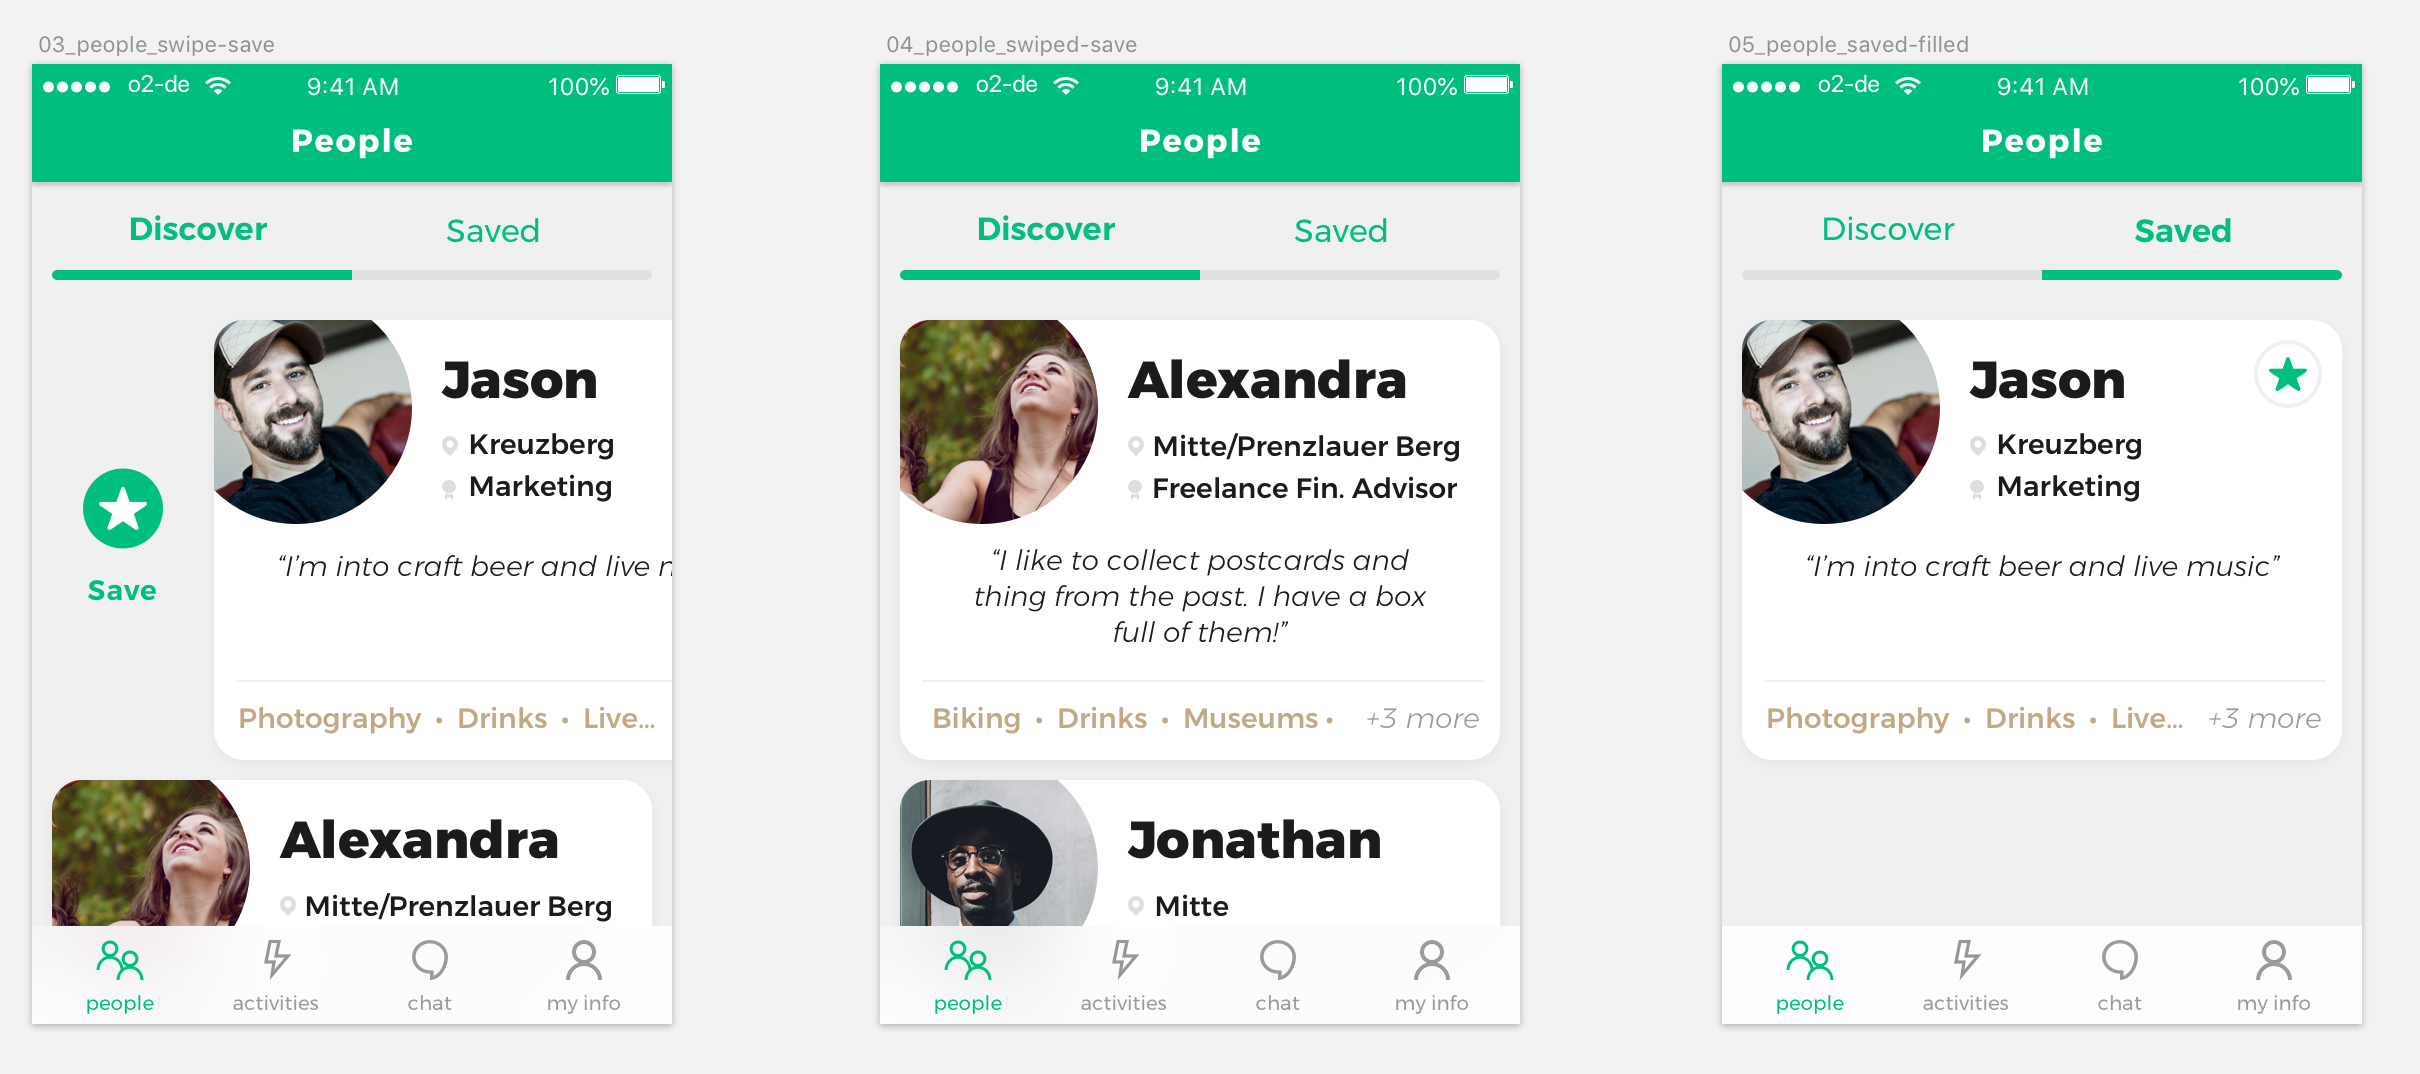 03_people_swipe-save
o2-de 9:41 AM 100%
People
Discover Saved
Save
Jason
Kreuzberg
Marketing
“I’m into craft beer and live
Photography • Drinks • Live...
Alexandra
Mitte/Prenzlauer Berg
people activities chat my info
04_people_swiped-save
o2-de 9:41 AM 100%
People
Discover Saved
Alexandra
Mitte/Prenzlauer Berg
Freelance Fin. Advisor
“I like to collect postcards and
thing from the past. I have a box
full of them!”
Biking • Drinks • Museums • +3 more
Jonathan
Mitte
people activities chat my info
05_people_saved-filled
o2-de 9:41 AM 100%
People
Discover Saved
Jason
Kreuzberg
Marketing
“I’m into craft beer and live music”
Photography • Drinks • Live... +3 more
people activities chat my info